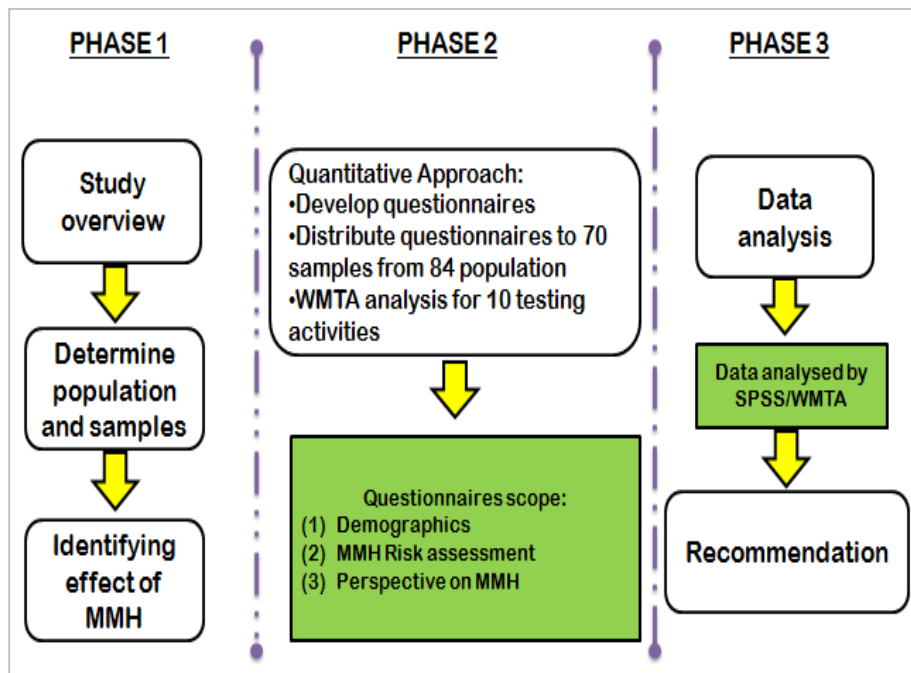 PHASE 1
Study
overview
Determine
population
and samples
Identifying
effect of
MMH
PHASE 2
Quantitative Approach:
•Develop questionnaires
•Distribute questionnaires to 70
samples from 84 population
•WMTA analysis for 10 testing
activities
Questionnaires scope:
(1) Demographics
(2) MMH Risk assessment
(3) Perspective on MMH
PHASE 3
Data
analysis
Data analysed by
SPSS/WMTA
Recommendation